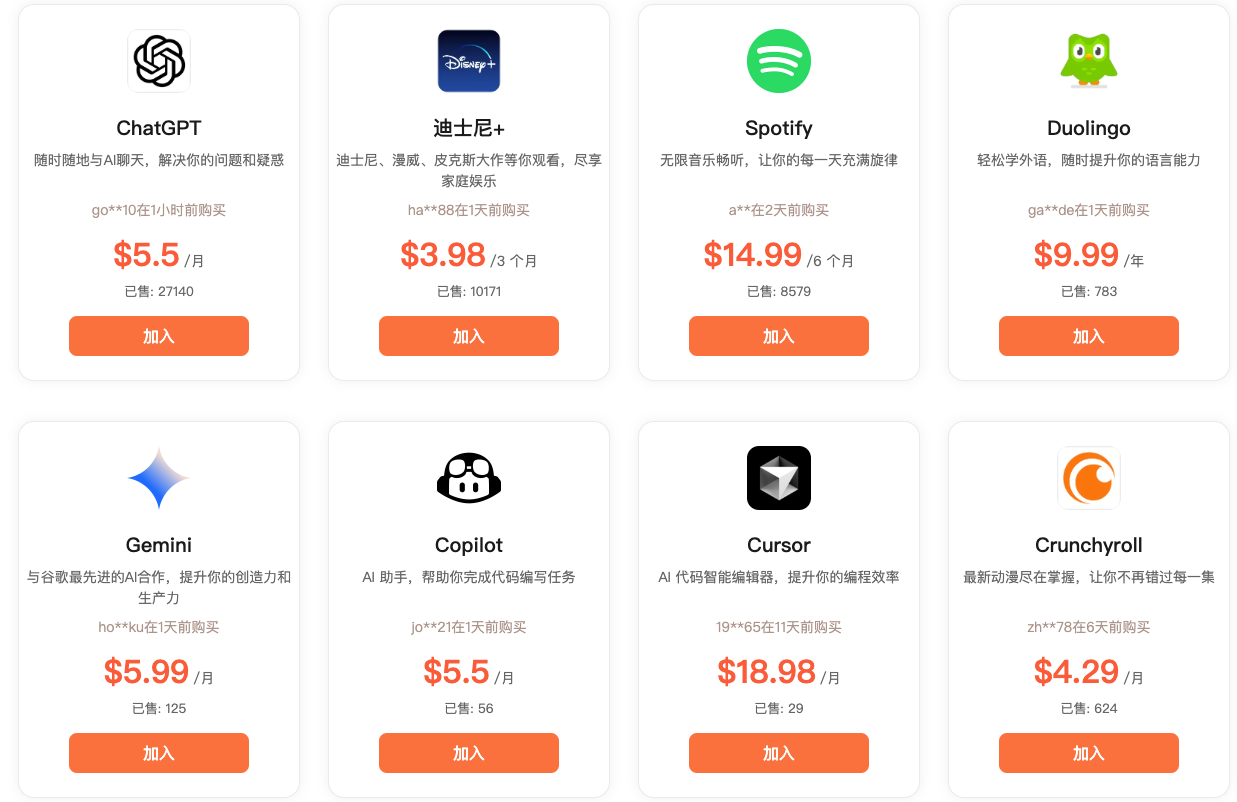 Disney+
ChatGPT
随时随地与AI聊天，解决你的问题和疑惑
go**10在1小时前购买
$5.5 /月
已售: 27140
加入
迪士尼+
迪士尼、漫威、皮克斯大作等你观看，尽享
家庭娱乐
ha**88在1天前购买
$3.98 /3 个月
已售: 10171
加入
Spotify
无限音乐畅听，让你的每一天充满旋律
a**在2天前购买
$14.99 /6 个月
已售: 8579
加入
Duolingo
轻松学外语，随时提升你的语言能力
ga**de在1天前购买
$9.99 /年
已售: 783
加入
Gemini
与谷歌最先进的AI合作，提升你的创造力和
生产力
ho**ku在1天前购买
$5.99 /月
已售: 125
加入
Copilot
AI 助手，帮助你完成代码编写任务
jo**21在1天前购买
$5.5 /月
已售: 56
加入
Cursor
AI 代码智能编辑器，提升你的编程效率
19**65在11天前购买
$18.98 /月
已售: 29
加入
Crunchyroll
最新动漫尽在掌握，让你不再错过每一集
zh**78在6天前购买
$4.29 /月
已售: 624
加入